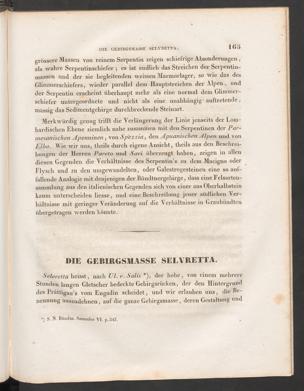 DIE GEBIRGSMASSE SELVRETTA. 163
grössere Massen von reinem Serpentin zeigen schiefrige Absonderungen,
als wahre Serpentinschiefer; es ist endlich das Streichen der Serpentin-
massen und der sie begleitenden weissen Marmorlager, so wie das des
Glimmerschiefers, wieder parallel dem Hauptstreichen der Alpen, und
der Serpentin erscheint überhaupt mehr als eine normal dem Glimmer-
schiefer untergeordnete und nicht als eine unabhängig auftretende,
massig das Sedimentgebirge durchbrechende Steinart.
Merkwürdig genug trifft die Verlängerung der Linie jenseits der Lom-
bardischen Ebene ziemlich nahe zusammen mit den Serpentinen der Par-
mesanischen Apenninen, von Spèzzia, den Apuanischen Alpen und von
Elba. Wie wir uns, theils durch eigene Ansicht, theils aus den Beschrei-
bungen der Herren Pareto und Savi überzeugt haben, zeigen in allen
diesen Gegenden die Verhältnisse des Serpentin's zu dem Macigno oder
Flysch und zu den umgewandelten, oder Galestrogesteinen eine so auf-
fallende Analogie mit denjenigen der Bündtnergebirge, dass eine Felsarten-
sammlung aus den italienischen Gegenden sich von einer aus Oberhalbstein
kaum unterscheiden liesse, und eine Beschreibung jener südlichen Ver-
hältnisse mit geringer Veränderung auf die Verhältnisse in Graubündten
übergetragen werden könnte.
DIE GEBIRGSMASSE SELVRETTA.
Selvretta heisst, nach Ul. v. Salis *), der hohe, von einem mehrere
Stunden langen Gletscher bedeckte Gebirgsrücken, der den Hintergrund
des Prättigau's vom Engadin scheidet, und wir erlauben uns, die Be-
nennung auszudehnen, auf die ganze Gebirgsmasse, deren Gestaltung und
*) S. N. Bündtn. Sammler VI. p. 342.